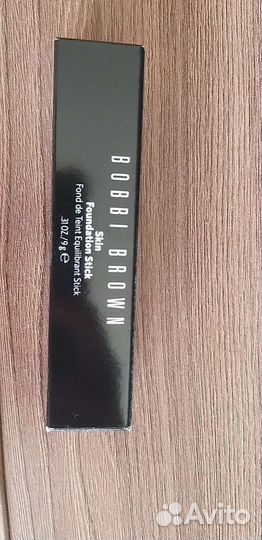 BOBBI BROWN
Skin
Foundation Stick
Fond de Teint Equilibrant Stick
.31 OZ./9 g ℮
Avito